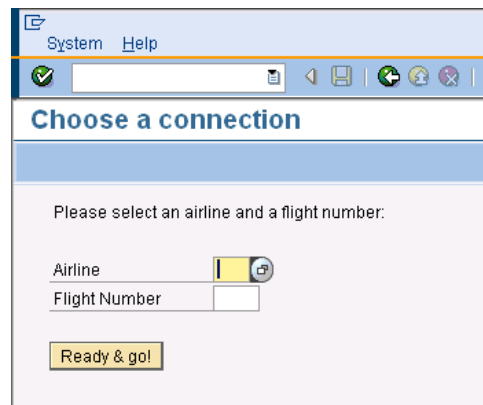 System Help
Choose a connection
Please select an airline and a flight number:
Airline
Flight Number
Ready & go!